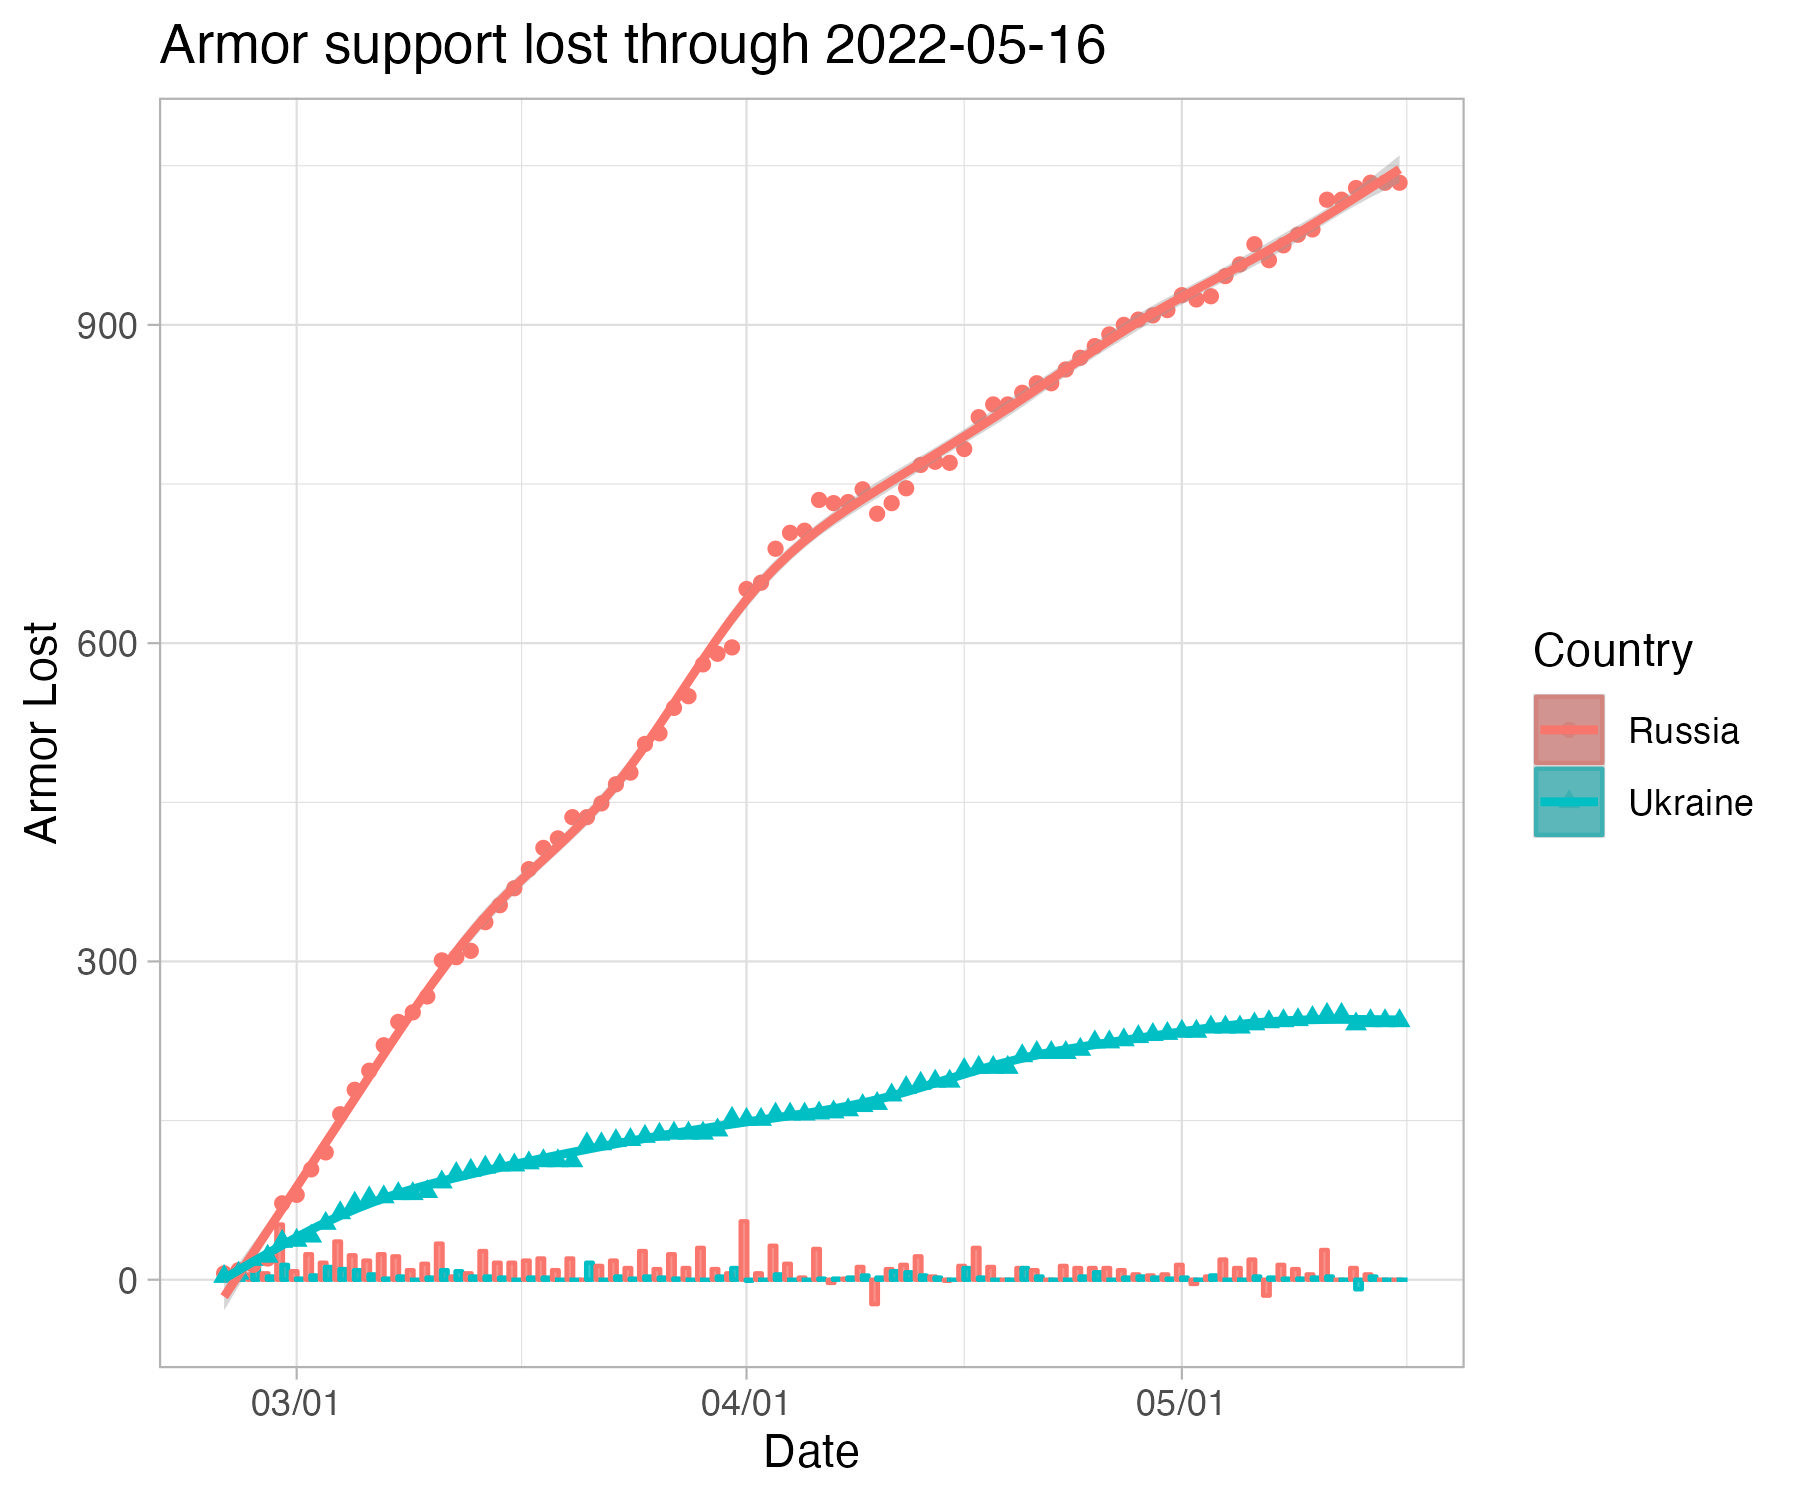 Armor support lost through 2022-05-16
Armor Lost
900
600
300
0
03/01
04/01
05/01
Date
Country
Russia
Ukraine